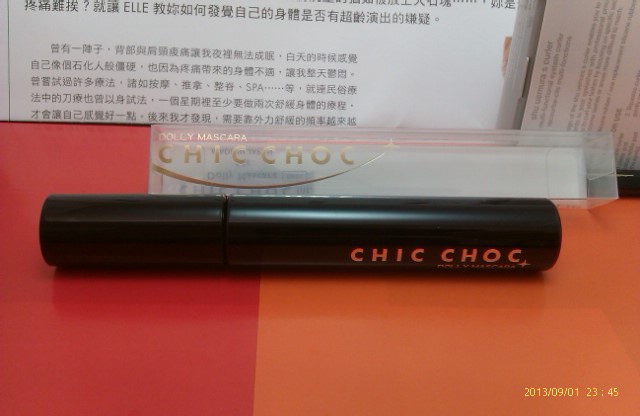 疼痛難挨？就讓 ELLE 教妳如何發覺自己的身體是否有超齡演出的嫌疑。
曾有一陣子，背部與肩頸痠痛讓我夜裡無法成眠，白天的時候感覺
自己像個石化人般僵硬，也因為疼痛帶來的身體不適，讓我整天鬱悶。
曾嘗試過許多療法，諸如按摩、推拿、整脊、SPA⋯⋯等，就連民俗療
法中的刀療也曾以身試法，一個星期裡至少要做兩次舒緩身體的療程，
才會讓自己感覺好一點，後來我才發現，需要靠外力舒緩的頻率越來越
DOLLY MASCARA
CHIC CHOC
CHIC CHOC
DOLLY MASCARA
2013/09/01 23:45